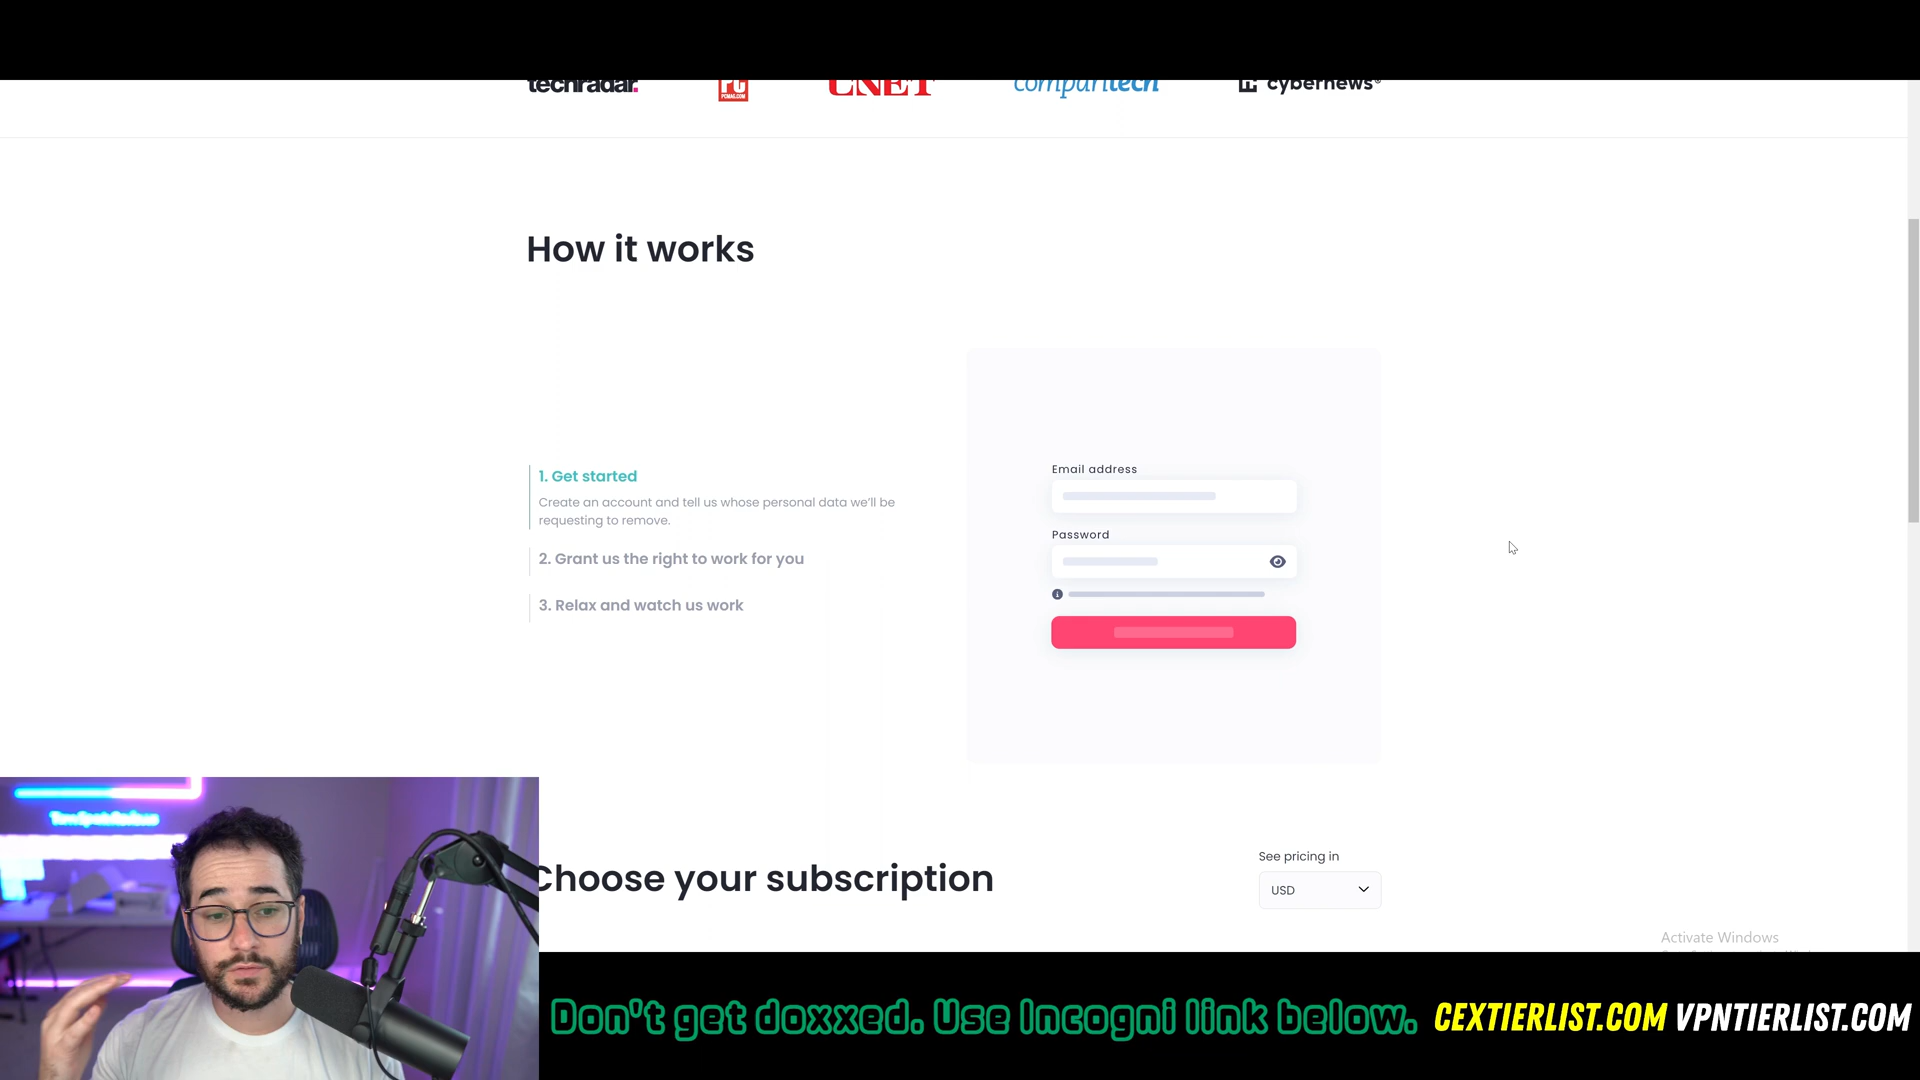 techradar.
PC
PCMAG.COM
CNET
comparitech
cybernews®
How it works
1. Get started
Create an account and tell us whose personal data we'll be
requesting to remove.
2. Grant us the right to work for you
3. Relax and watch us work
Email address
Password
Choose your subscription
See pricing in
USD
Activate Windows
Don't get doxxed. Use Incogni link below.
CEXTIERLIST.COM VPNTIERLIST.COM